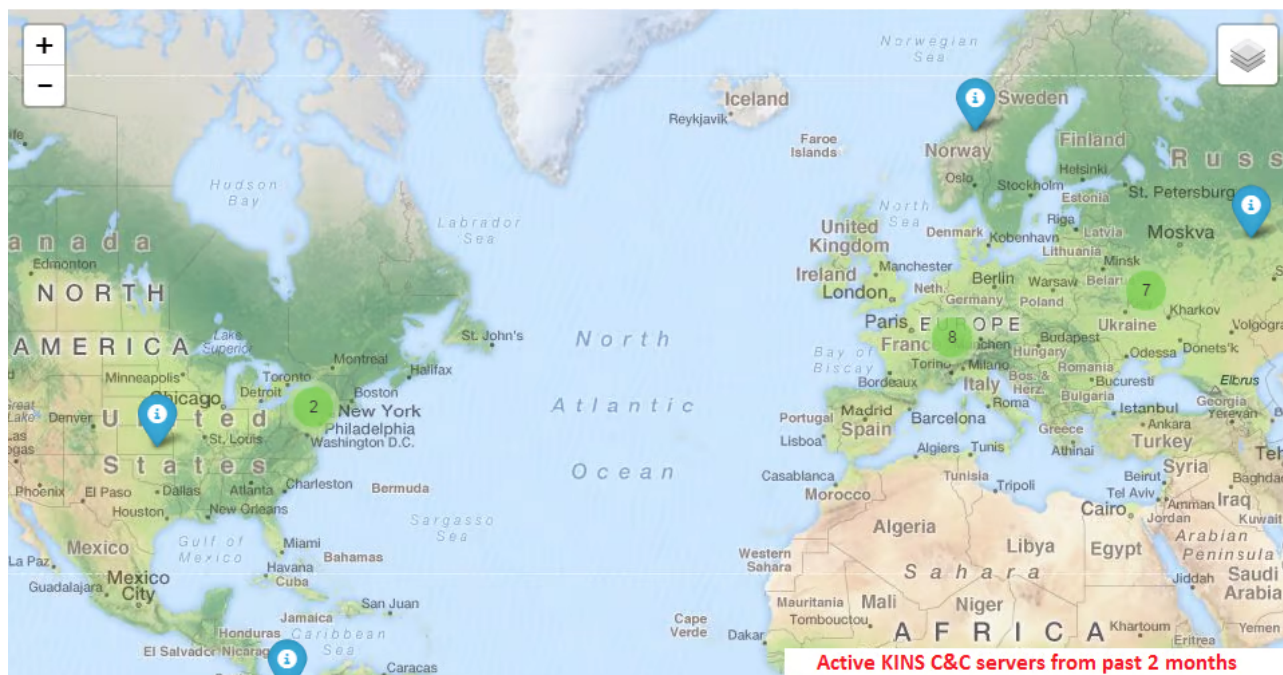 +
−
Norwegian
Sea
Iceland
Reykjavik
Sweden
Faroe
Islands
Norway
Finland
Russ
Hudson
Bay
Oslo
Helsinki
Stockholm
Estonia
St. Petersburg
Labrador
Sea
North
Sea
Riga
Latvia
Moskva
anada
United
Kingdom
Denmark
Kobenhavn
Lithuania
Edmonton
Ireland
Manchester
Berlin
Warsaw
Minsk
Belar
NORTH
London
Neth.
Germany
Poland
7
Kharkov
AMERICA
Lake
Superior
St. John's
North
Paris
EUROPE
Ukraine
Volgogr
8
Franc
chen
Budapest
Hungary
Donets'k
Minneapolis
Montreal
Halifax
Bay of
Biscay
Torino
Milano
Odessa
Toronto
Bordeaux
Italy
Bos. &
Herz.
Romania
Bucuresti
Elbrus
Chicago
Detroit
Boston
Bulgaria
Georgia
Great
Lake
Denver
United
2
New York
Atlantic
Portugal
Madrid
Barcelona
Roma
Istanbul
Yerevan
Philadelphia
Spain
Ankara
Las
egas
St. Louis
Washington D.C.
Lisboa
Greece
Turkey
States
Algiers
Tunis
Athinai
Teh
Ocean
Casablanca
Tunisia
Syria
Phoenix
El Paso
Dallas
Atlanta
Charleston
Bermuda
Morocco
Tripoli
Beirut
Baghdad
Houston
New Orleans
Tel Aviv
Amman
Iraq
Cairo
Jordan
Kuwait
Sargasso
Sea
Algeria
Gulf of
Mexico
Miami
Libya
Egypt
Arabian
Peninsula
Mexico
Bahamas
Western
Sahara
La Paz
Havana
Cuba
Sahara
Guadalajara
Mexico
City
Jiddah
Saudi
Arabia
Jamaica
San Juan
Mauritania
Mali
Niger
Cape
Verde
Tombouctou
Honduras
Caribbean
Sea
Dakar
AFRICA
Khartoum
Yemen
El Salvador
Nicarag
Eritrea
Caracas
Active KINS C&C servers from past 2 months